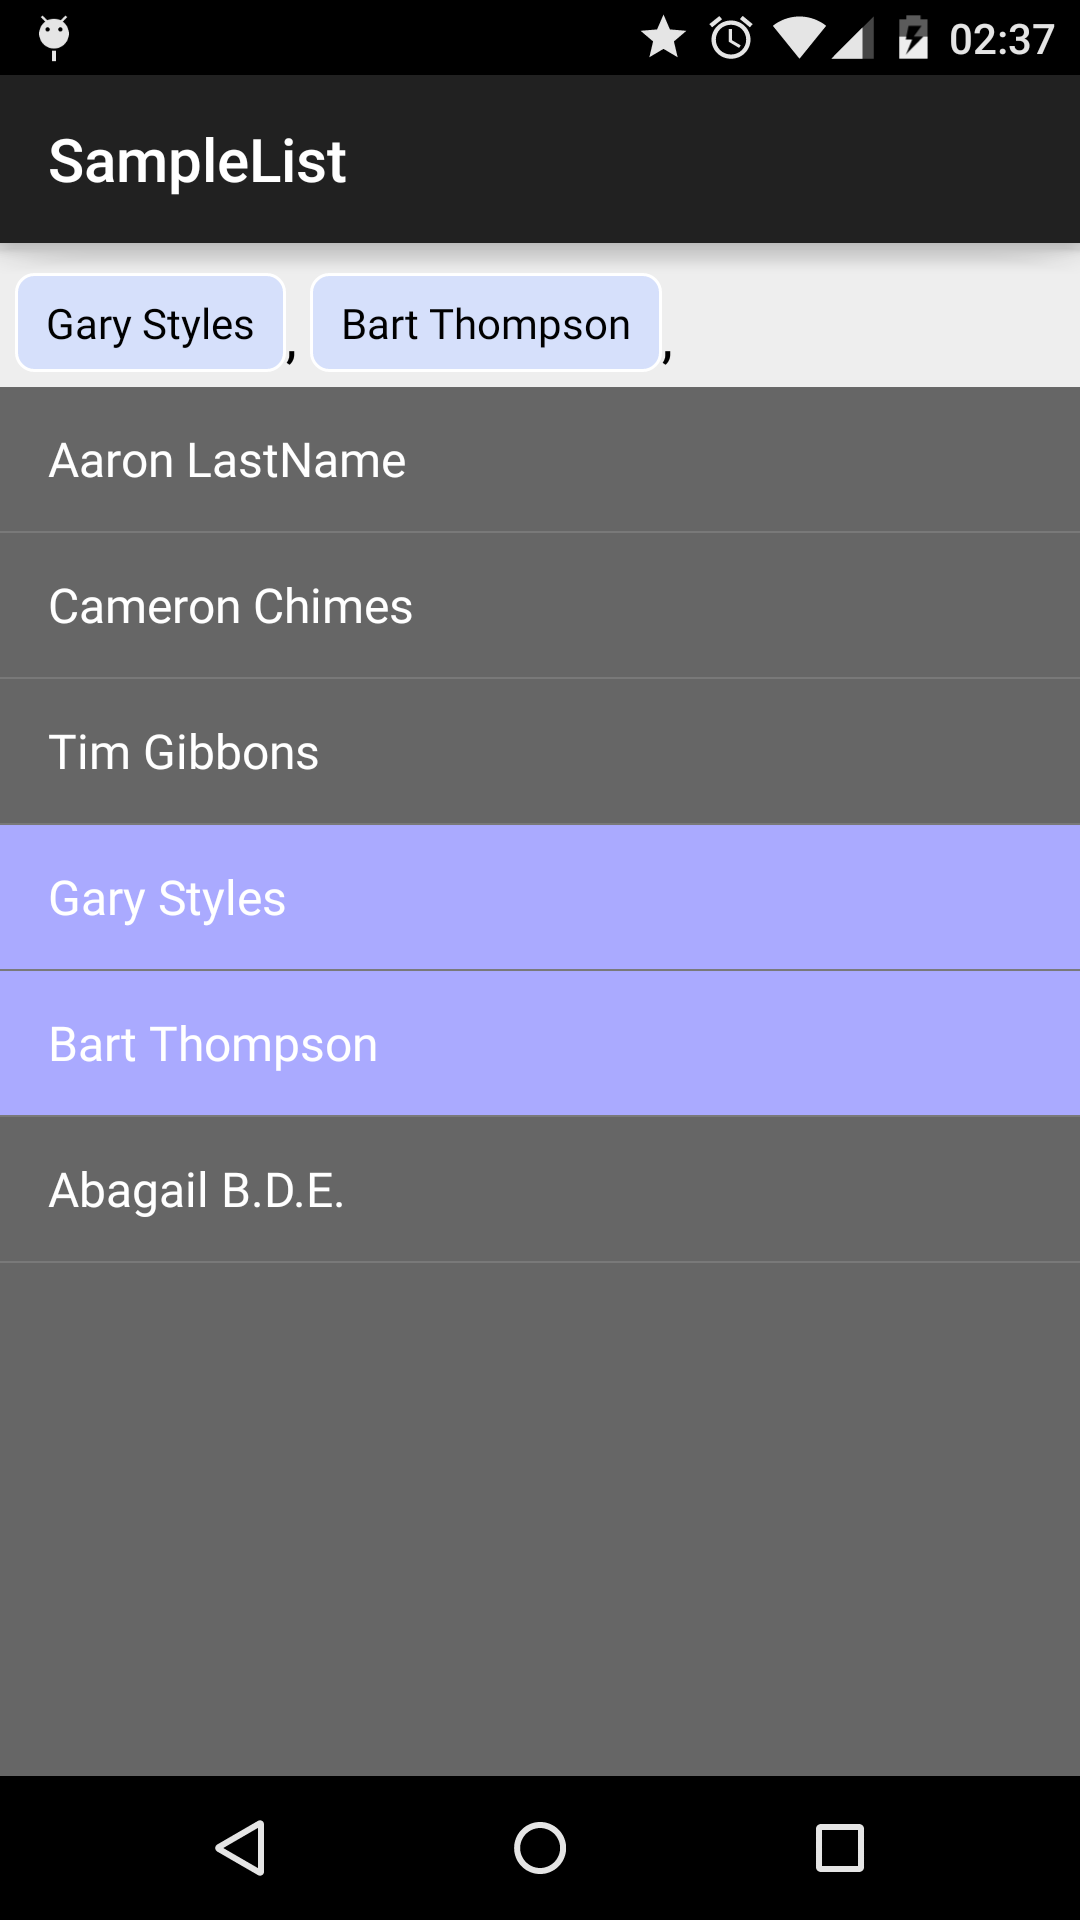 02:37
SampleList
Gary Styles, Bart Thompson,
Aaron LastName
Cameron Chimes
Tim Gibbons
Gary Styles
Bart Thompson
Abagail B.D.E.